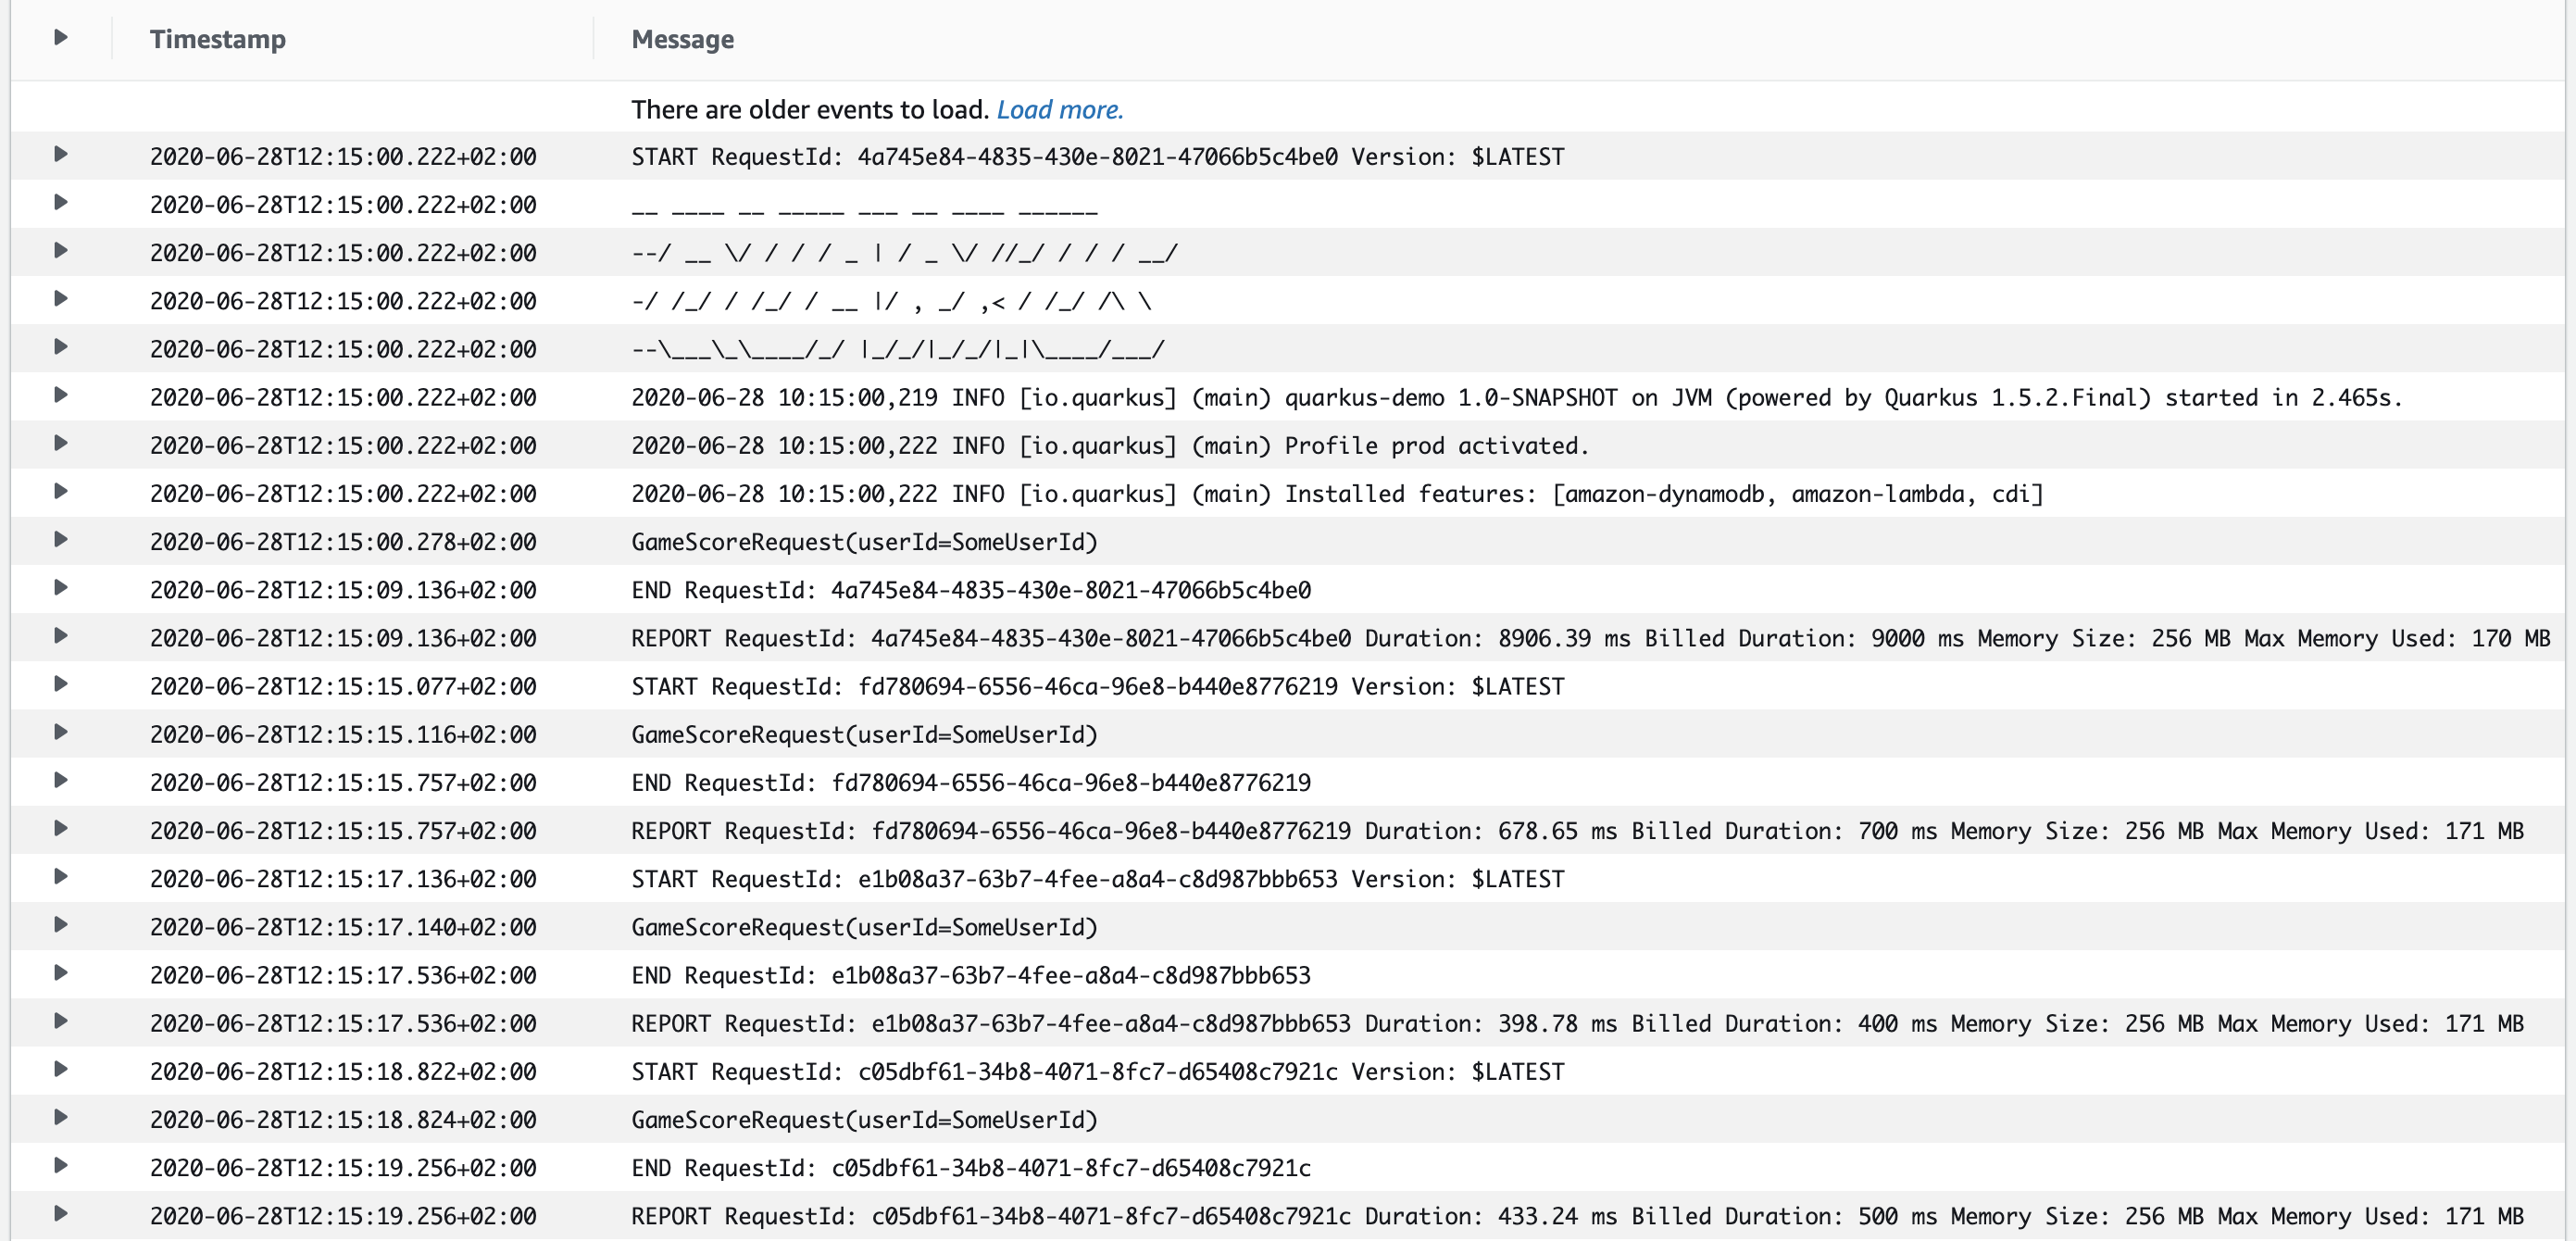 Timestamp Message
There are older events to load. Load more.
2020-06-28T12:15:00.222+02:00 START RequestId: 4a745e84-4835-430e-8021-47066b5c4be0 Version: $LATEST
2020-06-28T12:15:00.222+02:00 __ ____ __ _____ ___ __ ____ ______
2020-06-28T12:15:00.222+02:00 --/ __ \/ / / / _ | / _ \/ //_/ / / / __/
2020-06-28T12:15:00.222+02:00 -/ /_/ / /_/ / __ |/ , _/ ,< / /_/ /\ \
2020-06-28T12:15:00.222+02:00 --\___\_\____/_/ |_/_/|_/_/|_|\____/___/
2020-06-28T12:15:00.222+02:00 2020-06-28 10:15:00,219 INFO [io.quarkus] (main) quarkus-demo 1.0-SNAPSHOT on JVM (powered by Quarkus 1.5.2.Final) started in 2.465s.
2020-06-28T12:15:00.222+02:00 2020-06-28 10:15:00,222 INFO [io.quarkus] (main) Profile prod activated.
2020-06-28T12:15:00.222+02:00 2020-06-28 10:15:00,222 INFO [io.quarkus] (main) Installed features: [amazon-dynamodb, amazon-lambda, cdi]
2020-06-28T12:15:00.278+02:00 GameScoreRequest(userId=SomeUserId)
2020-06-28T12:15:09.136+02:00 END RequestId: 4a745e84-4835-430e-8021-47066b5c4be0
2020-06-28T12:15:09.136+02:00 REPORT RequestId: 4a745e84-4835-430e-8021-47066b5c4be0 Duration: 8906.39 ms Billed Duration: 9000 ms Memory Size: 256 MB Max Memory Used: 170 MB
2020-06-28T12:15:15.077+02:00 START RequestId: fd780694-6556-46ca-96e8-b440e8776219 Version: $LATEST
2020-06-28T12:15:15.116+02:00 GameScoreRequest(userId=SomeUserId)
2020-06-28T12:15:15.757+02:00 END RequestId: fd780694-6556-46ca-96e8-b440e8776219
2020-06-28T12:15:15.757+02:00 REPORT RequestId: fd780694-6556-46ca-96e8-b440e8776219 Duration: 678.65 ms Billed Duration: 700 ms Memory Size: 256 MB Max Memory Used: 171 MB
2020-06-28T12:15:17.136+02:00 START RequestId: e1b08a37-63b7-4fee-a8a4-c8d987bbb653 Version: $LATEST
2020-06-28T12:15:17.140+02:00 GameScoreRequest(userId=SomeUserId)
2020-06-28T12:15:17.536+02:00 END RequestId: e1b08a37-63b7-4fee-a8a4-c8d987bbb653
2020-06-28T12:15:17.536+02:00 REPORT RequestId: e1b08a37-63b7-4fee-a8a4-c8d987bbb653 Duration: 398.78 ms Billed Duration: 400 ms Memory Size: 256 MB Max Memory Used: 171 MB
2020-06-28T12:15:18.822+02:00 START RequestId: c05dbf61-34b8-4071-8fc7-d65408c7921c Version: $LATEST
2020-06-28T12:15:18.824+02:00 GameScoreRequest(userId=SomeUserId)
2020-06-28T12:15:19.256+02:00 END RequestId: c05dbf61-34b8-4071-8fc7-d65408c7921c
2020-06-28T12:15:19.256+02:00 REPORT RequestId: c05dbf61-34b8-4071-8fc7-d65408c7921c Duration: 433.24 ms Billed Duration: 500 ms Memory Size: 256 MB Max Memory Used: 171 MB